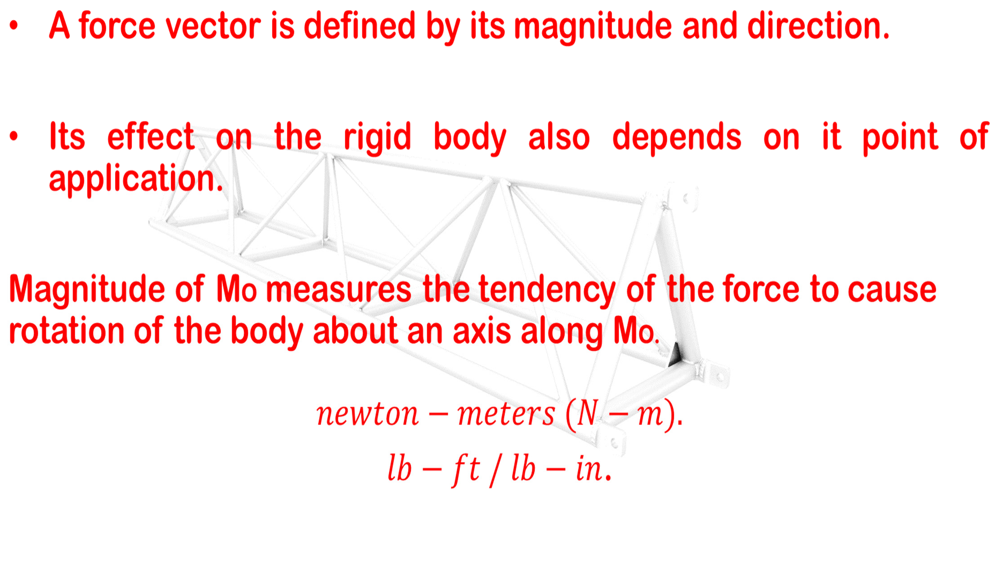 • A force vector is defined by its magnitude and direction.
• Its effect on the rigid body also depends on it point of
application.
Magnitude of Mo measures the tendency of the force to cause
rotation of the body about an axis along Mo.
newton − meters (N − m).
lb − ft / lb − in.